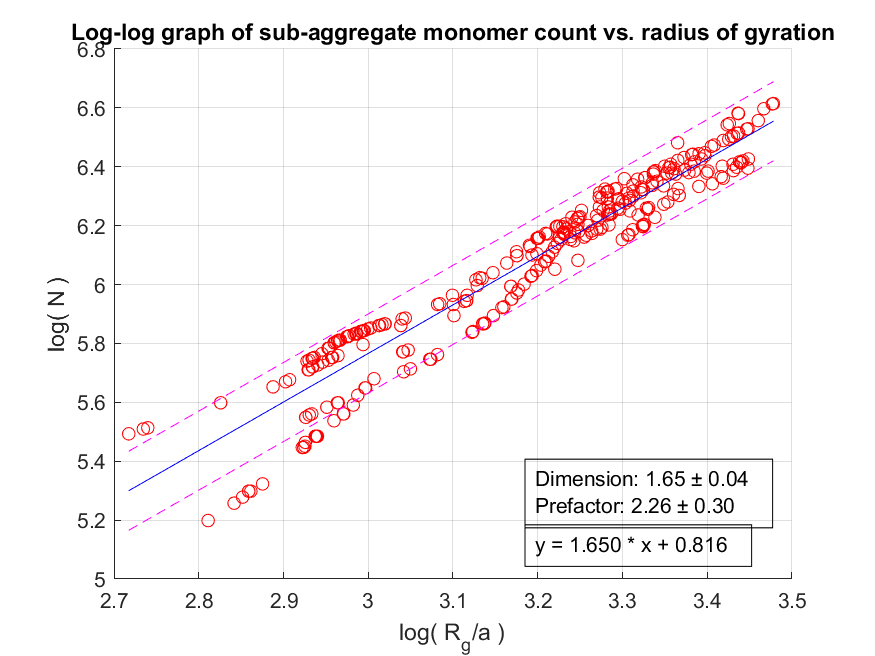 Log-log graph of sub-aggregate monomer count vs. radius of gyration
6.8
6.6
6.4
6.2
6
5.8
5.6
5.4
5.2
5
log( N )
Dimension: 1.65 ± 0.04
Prefactor: 2.26 ± 0.30
y = 1.650 * x + 0.816
2.7 2.8 2.9 3 3.1 3.2 3.3 3.4 3.5
log( R_g/a )